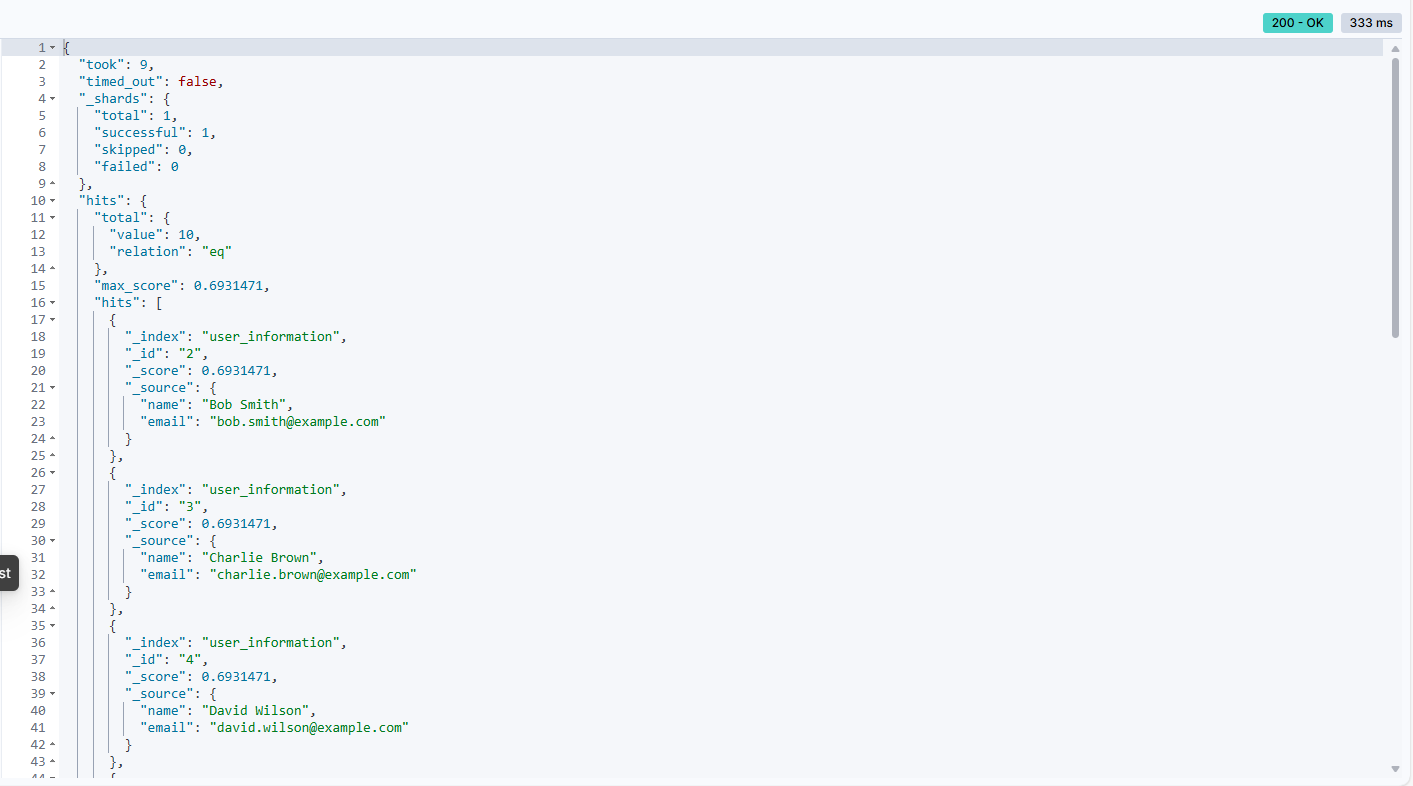 200 - OK 333 ms
1 {
2 "took": 9,
3 "timed_out": false,
4 "_shards": {
5 "total": 1,
6 "successful": 1,
7 "skipped": 0,
8 "failed": 0
9 },
10 "hits": {
11 "total": {
12 "value": 10,
13 "relation": "eq"
14 },
15 "max_score": 0.6931471,
16 "hits": [
17 {
18 "_index": "user_information",
19 "_id": "2",
20 "_score": 0.6931471,
21 "_source": {
22 "name": "Bob Smith",
23 "email": "bob.smith@example.com"
24 }
25 },
26 {
27 "_index": "user_information",
28 "_id": "3",
29 "_score": 0.6931471,
30 "_source": {
31 "name": "Charlie Brown",
st
32 "email": "charlie.brown@example.com"
33 }
34 },
35 {
36 "_index": "user_information",
37 "_id": "4",
38 "_score": 0.6931471,
39 "_source": {
40 "name": "David Wilson",
41 "email": "david.wilson@example.com"
42 }
43 },
44 {